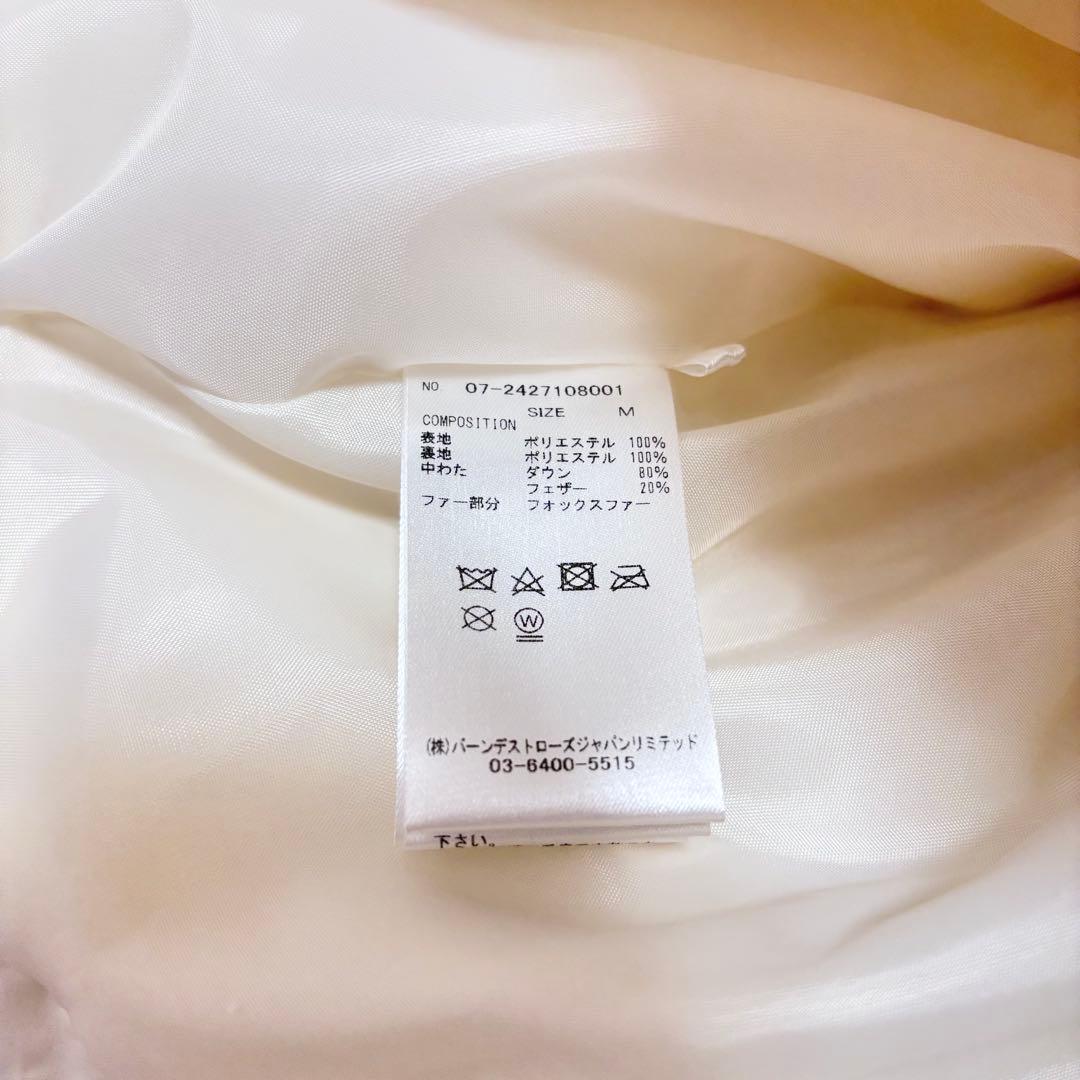 NO 07-2427108001
SIZE M
COMPOSITION
表地 ポリエステル 100%
裏地 ポリエステル 100%
中わた ダウン 80%
フェザー 20%
ファー部分 フォックスファー
W
(株)バーンデストローズジャパンリミテッド
03-6400-5515
下さい。